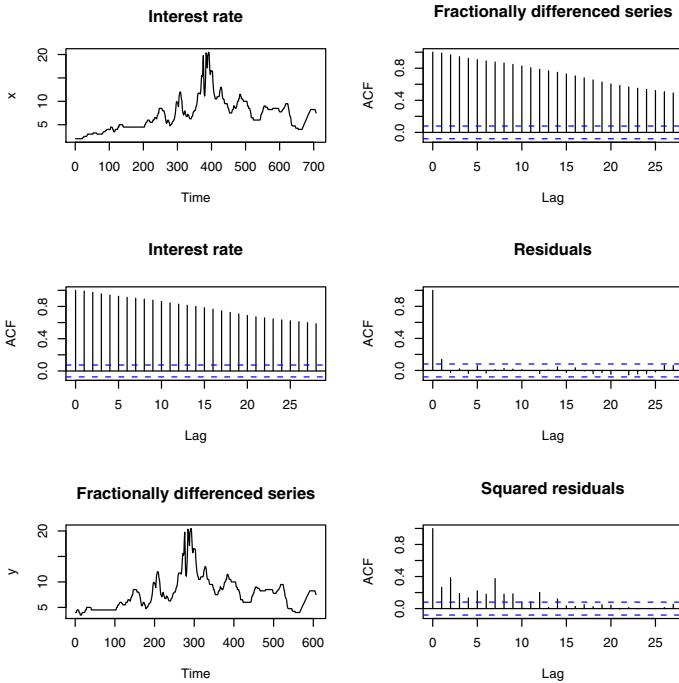 Interest rate
x
5 10 20
0 100 200 300 400 500 600 700
Time
Fractionally differenced series
ACF
0.0 0.4 0.8
0 5 10 15 20 25
Lag
Interest rate
ACF
0.0 0.4 0.8
0 5 10 15 20 25
Lag
Residuals
ACF
0.0 0.4 0.8
0 5 10 15 20 25
Lag
Fractionally differenced series
y
5 10 20
0 100 200 300 400 500 600
Time
Squared residuals
ACF
0.0 0.4 0.8
0 5 10 15 20 25
Lag